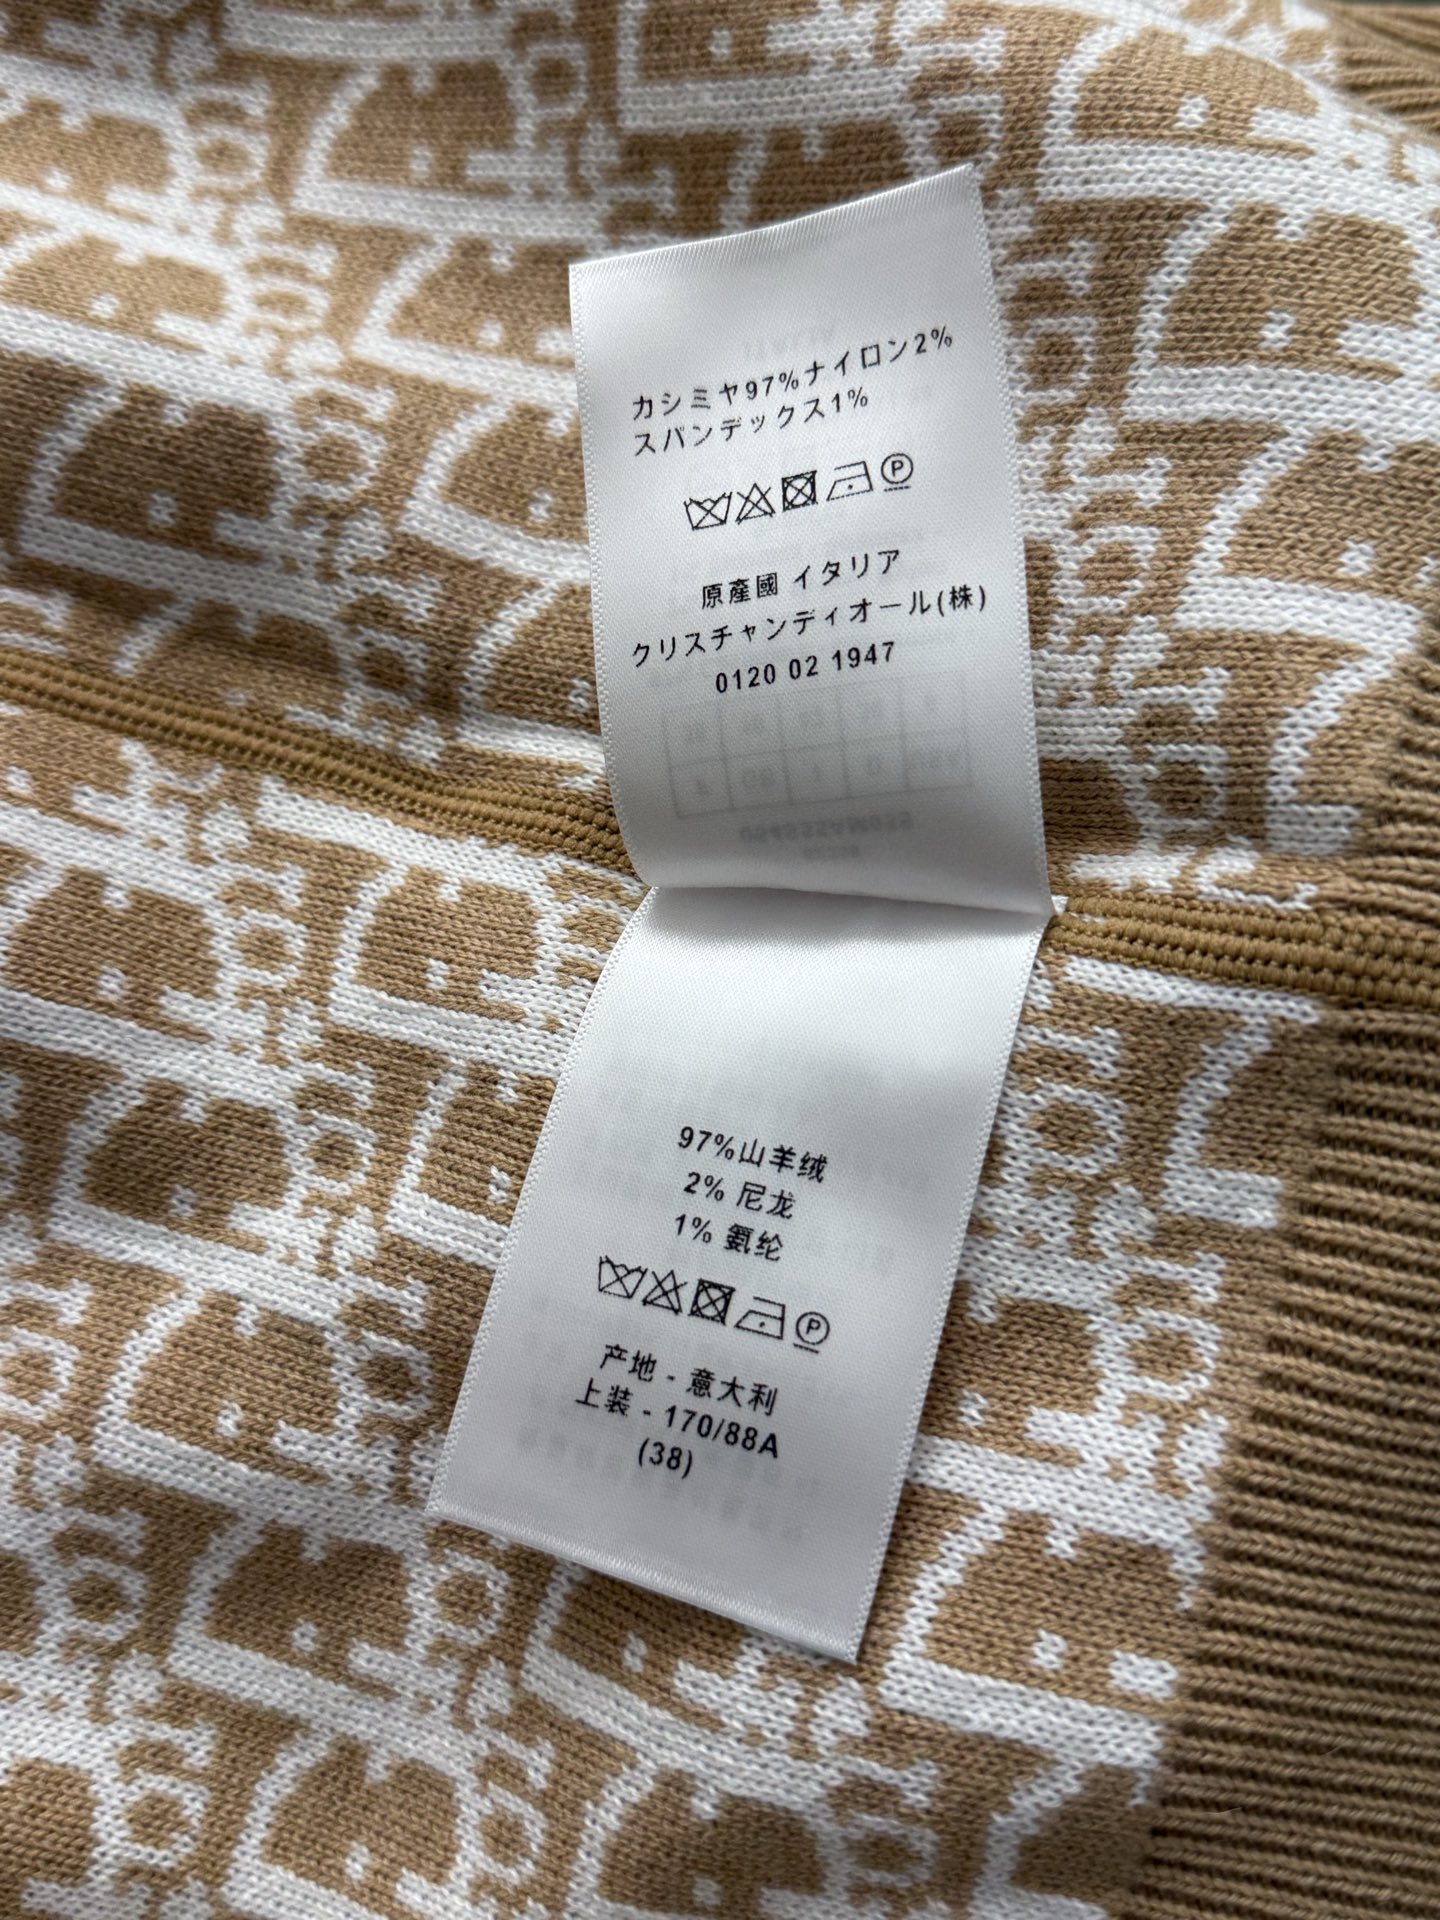 カシミヤ97%ナイロン2%
スパンデックス1%
原產國 イタリア
クリスチャンディオール(株)
0120 02 1947
97%山羊绒
2% 尼龙
1% 氨纶
产地 - 意大利
上装 - 170/88A
(38)